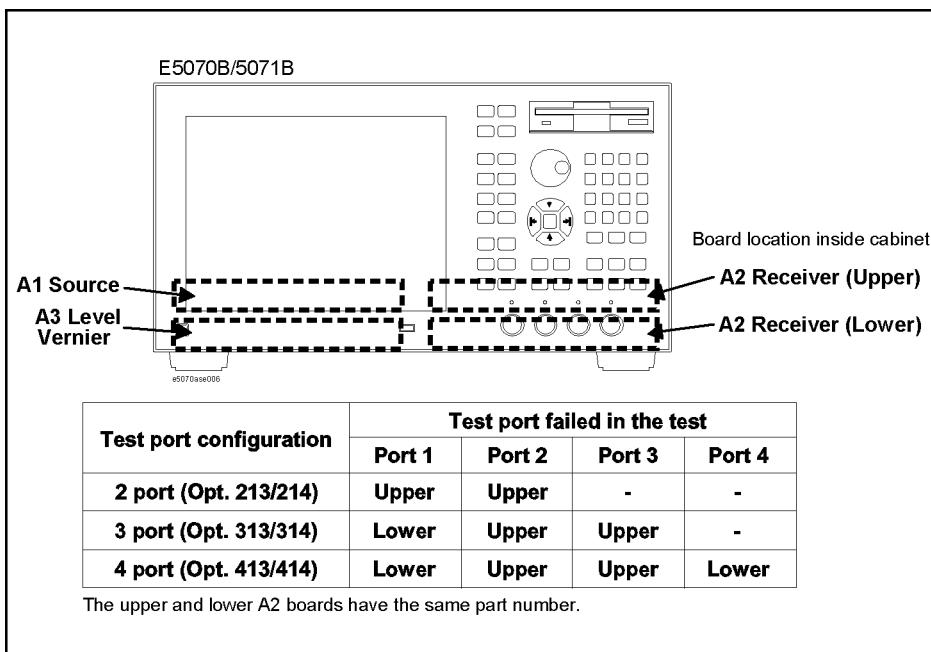 E5070B/5071B
Board location inside cabinet
A1 Source
A2 Receiver (Upper)
A3 Level
Vernier
A2 Receiver (Lower)
e5070ase006
Test port configuration
Test port failed in the test
Port 1 Port 2 Port 3 Port 4
2 port (Opt. 213/214) Upper Upper - -
3 port (Opt. 313/314) Lower Upper Upper -
4 port (Opt. 413/414) Lower Upper Upper Lower
The upper and lower A2 boards have the same part number.